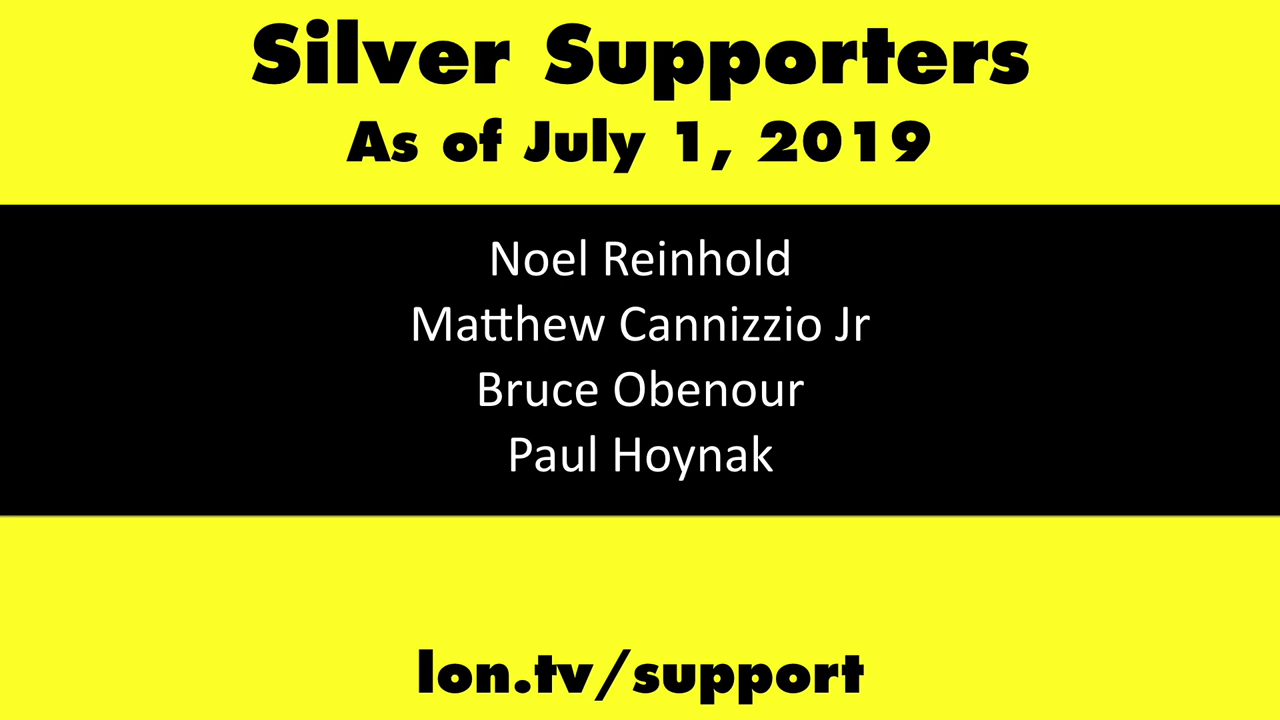 Silver Supporters
As of July 1, 2019
Noel Reinhold
Matthew Cannizzio Jr
Bruce Obenour
Paul Hoynak
lon.tv/support